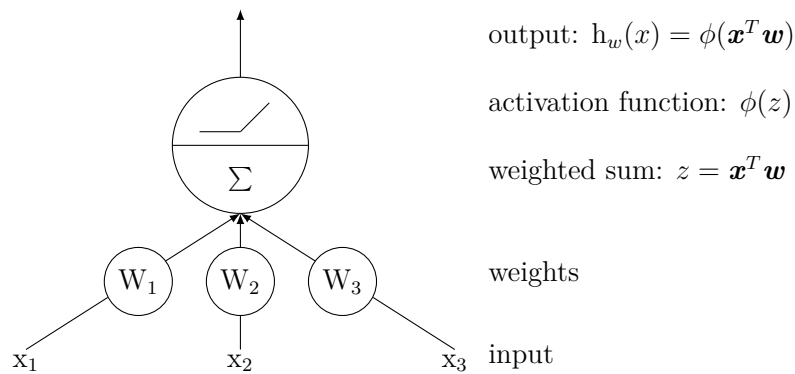 output: h_w(x) = ϕ(𝒙^T 𝒘)
activation function: ϕ(z)
Σ
weighted sum: z = 𝒙^T 𝒘
W₁ W₂ W₃ weights
x₁ x₂ x₃ input